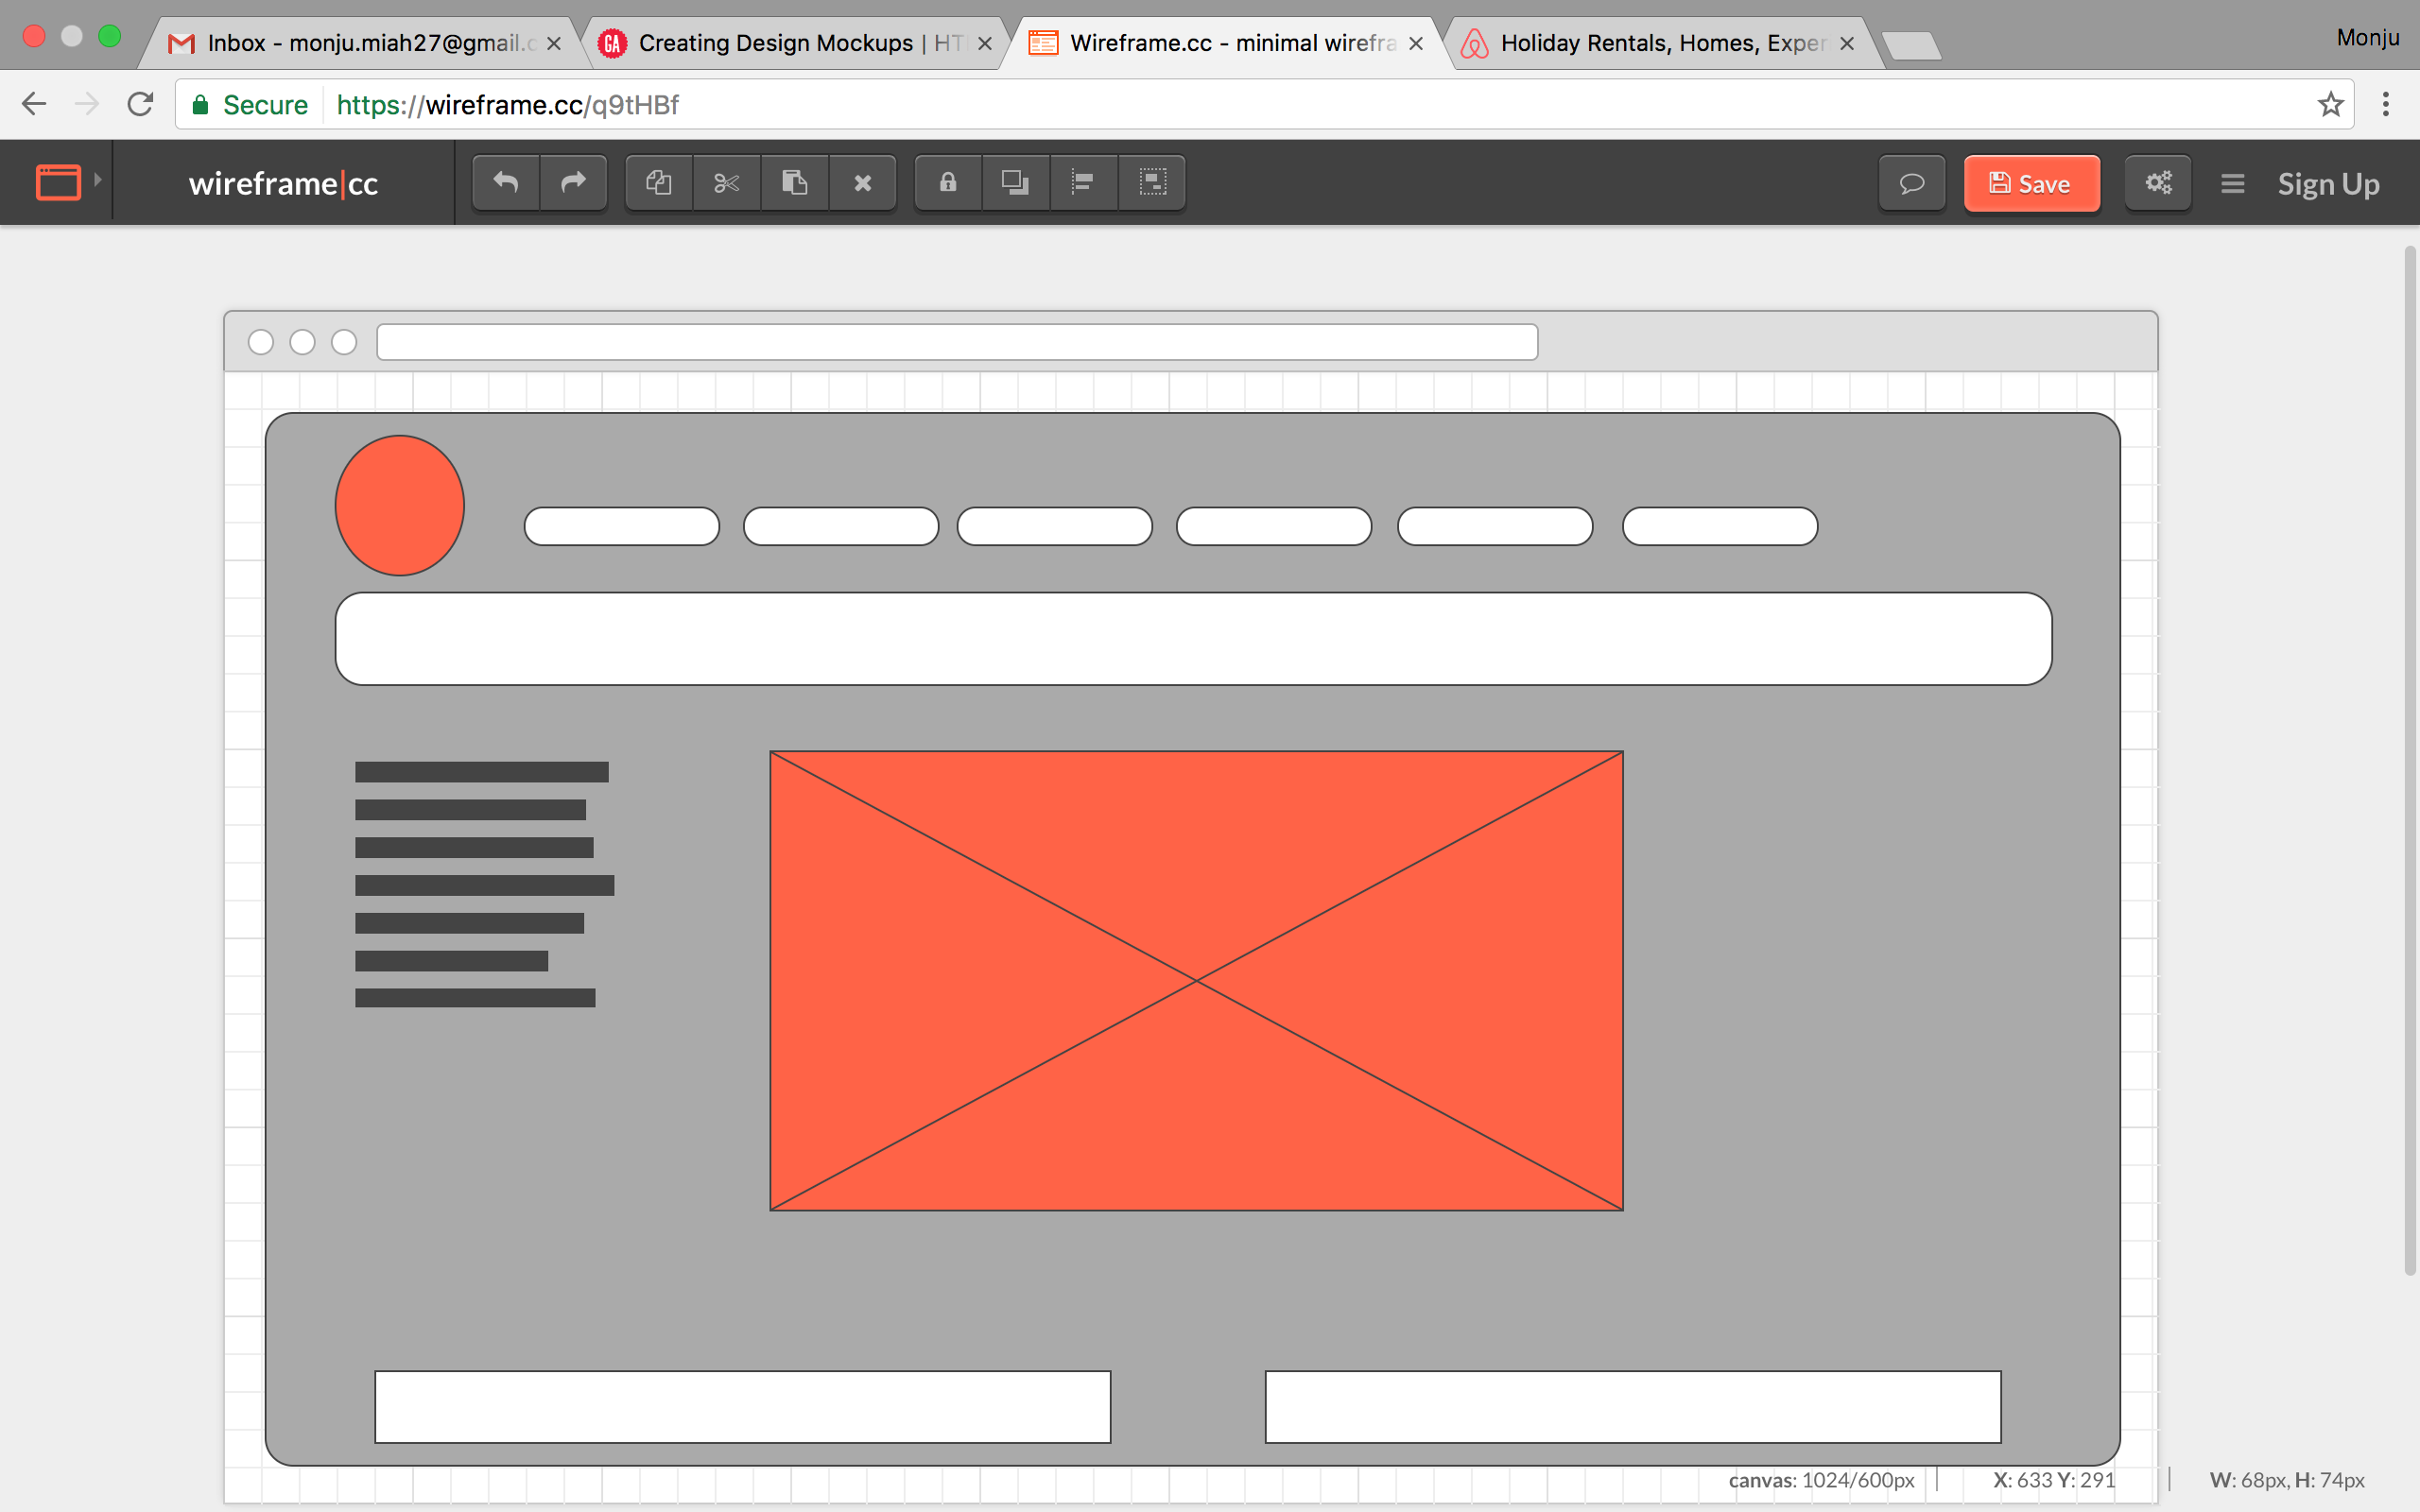 Inbox - monju.miah27@gmail.c
Creating Design Mockups | HT
Wireframe.cc - minimal wirefra
Holiday Rentals, Homes, Exper
Monju
Secure
https://wireframe.cc/q9tHBf
wireframe|cc
Save
Sign Up
GA
canvas: 1024/600px
X: 633 Y: 291
W: 68px, H: 74px